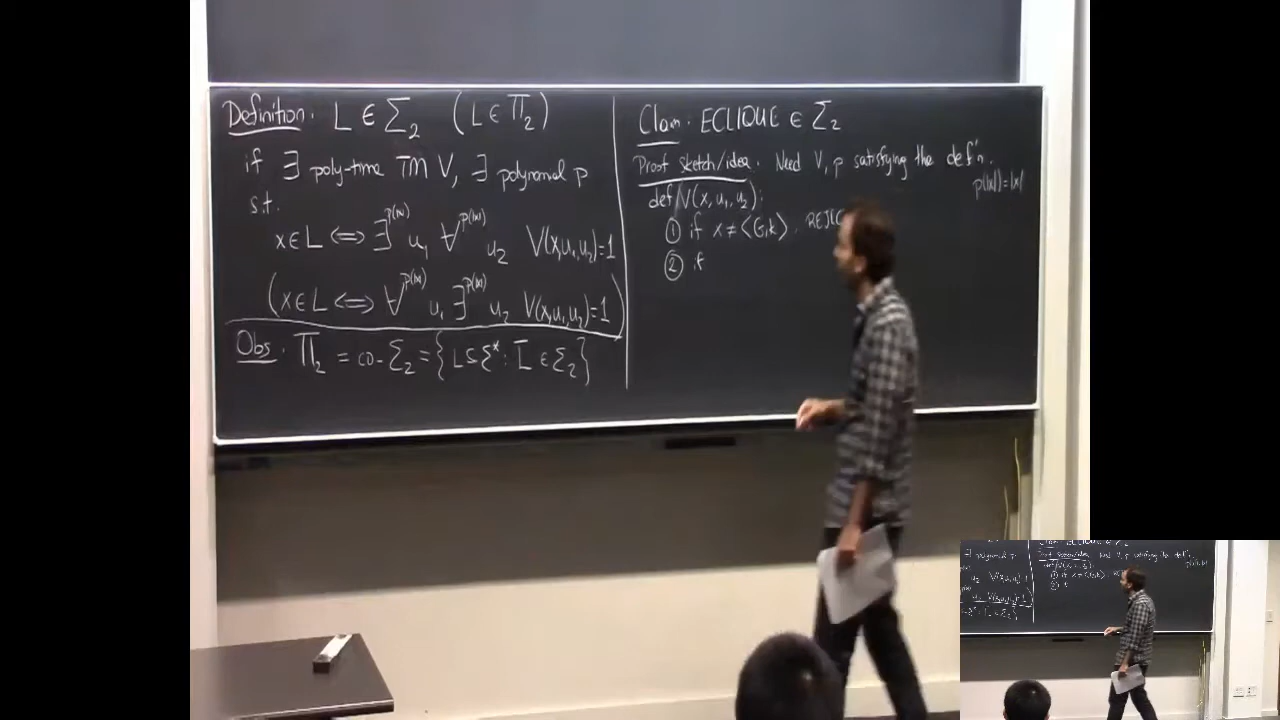 Definition. L ∈ Σ₂ (L ∈ Π₂)
if ∃ poly-time TM V, ∃ polynomial p
s.t.
x∈L ⟺ ∃^p(|x|) u₁ ∀^p(|x|) u₂ V(x,u₁,u₂)=1
(x∈L ⟺ ∀^p(|x|) u₁ ∃^p(|x|) u₂ V(x,u₁,u₂)=1)
Obs. Π₂ = co-Σ₂ = {L⊆Σ*: L̅ ∈ Σ₂}
Claim. ECLIQUE ∈ Σ₂
Proof sketch/idea. Need V, p satisfying the def'n.
p(|x|)=|x|
def V(x,u₁,u₂):
① if x≠⟨G,k⟩, REJEC
② if